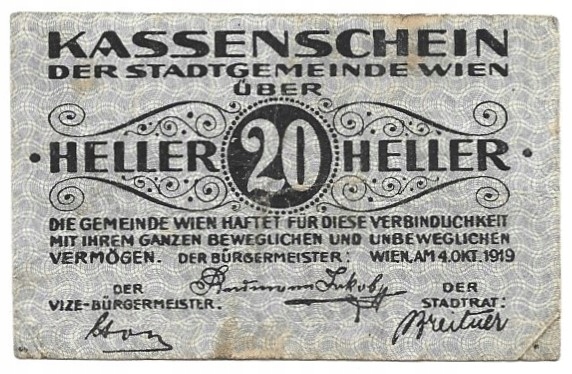 KASSENSCHEIN
DER STADTGEMEINDE WIEN
ÜBER
• HELLER 20 HELLER •
DIE GEMEINDE WIEN HAFTET FÜR DIESE VERBINDLICHKEIT
MIT IHREM GANZEN BEWEGLICHEN UND UNBEWEGLICHEN
VERMÖGEN. DER BÜRGERMEISTER: WIEN, AM 4. OKT. 1919
DER
VIZE-BÜRGERMEISTER:
Jakob
DER
STADTRAT:
Breitner